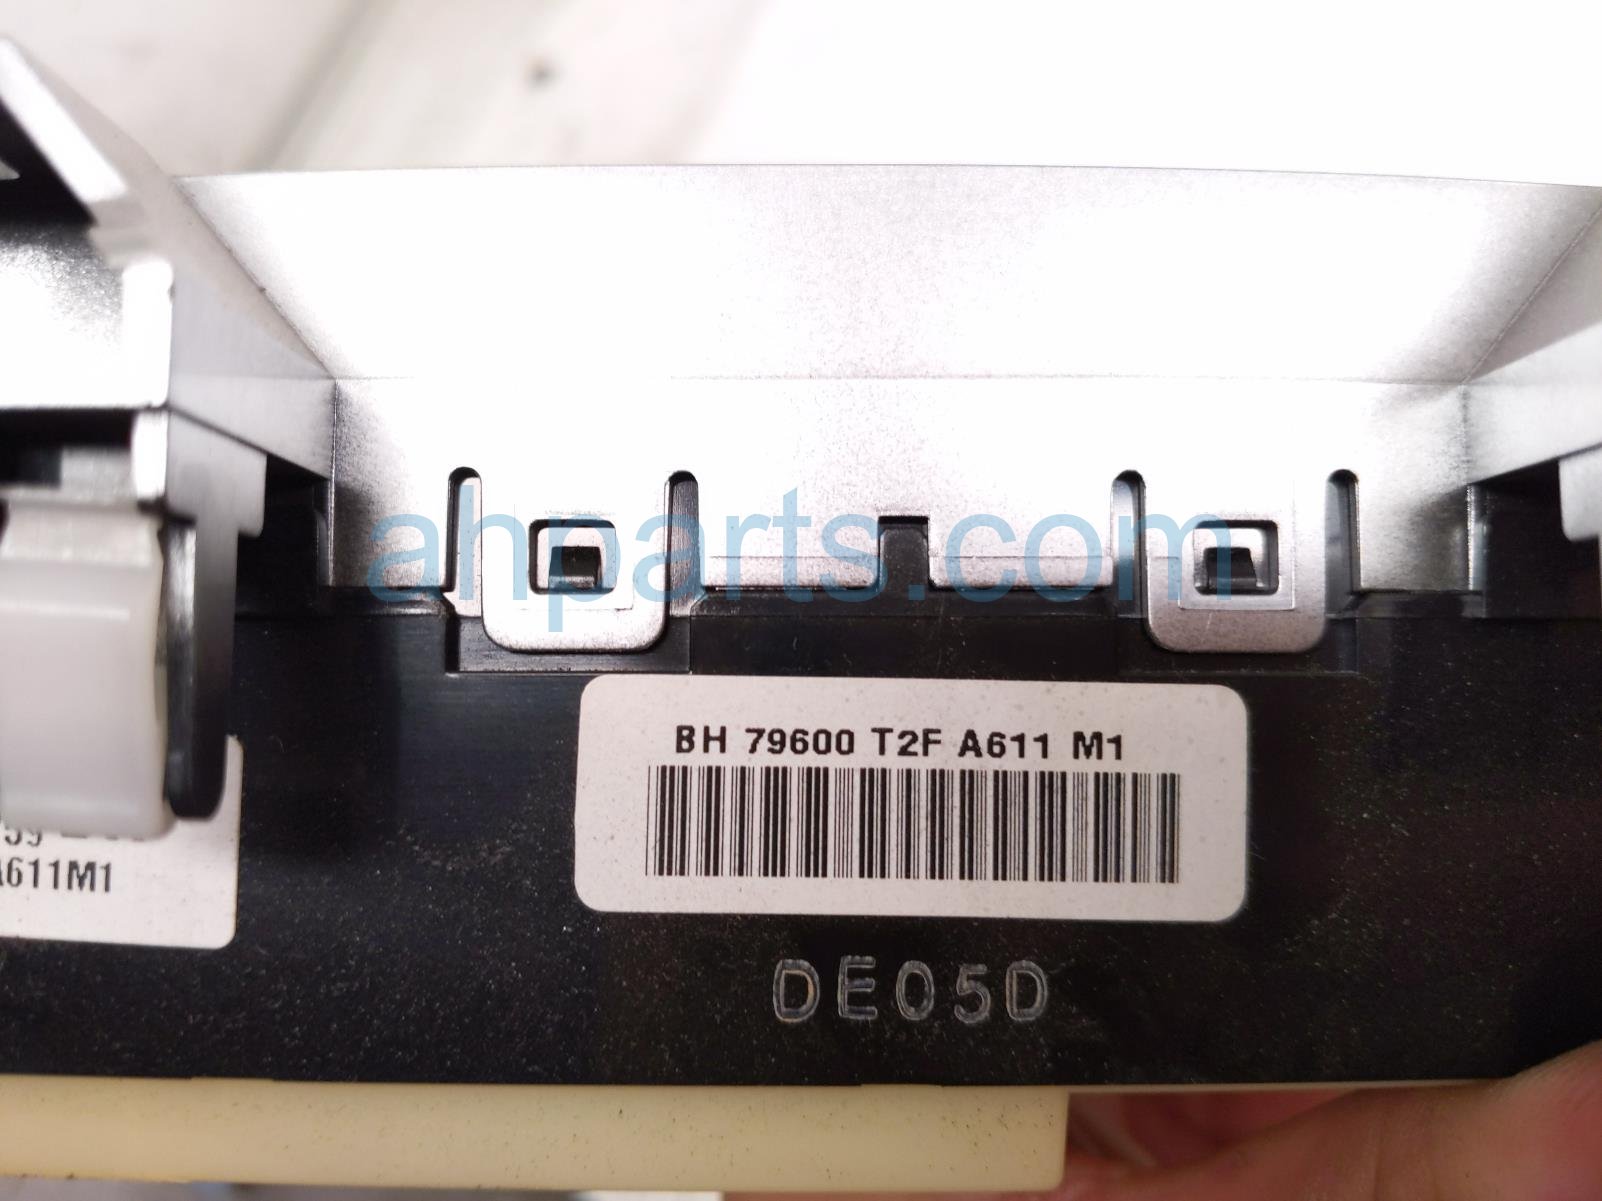 ahparts.com
BH 79600 T2F A611 M1
A611M1
DE05D